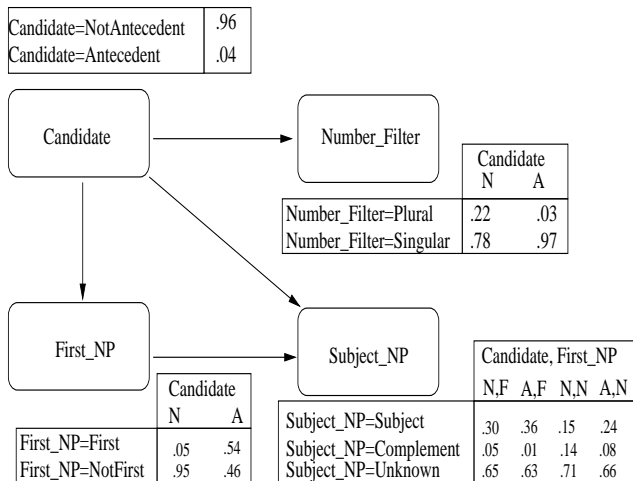 Candidate=NotAntecedent .96
Candidate=Antecedent .04
Candidate
Number_Filter
Candidate
N A
Number_Filter=Plural .22 .03
Number_Filter=Singular .78 .97
First_NP
Subject_NP
Candidate
N A
First_NP=First .05 .54
First_NP=NotFirst .95 .46
Candidate, First_NP
N,F A,F N,N A,N
Subject_NP=Subject .30 .36 .15 .24
Subject_NP=Complement .05 .01 .14 .08
Subject_NP=Unknown .65 .63 .71 .66